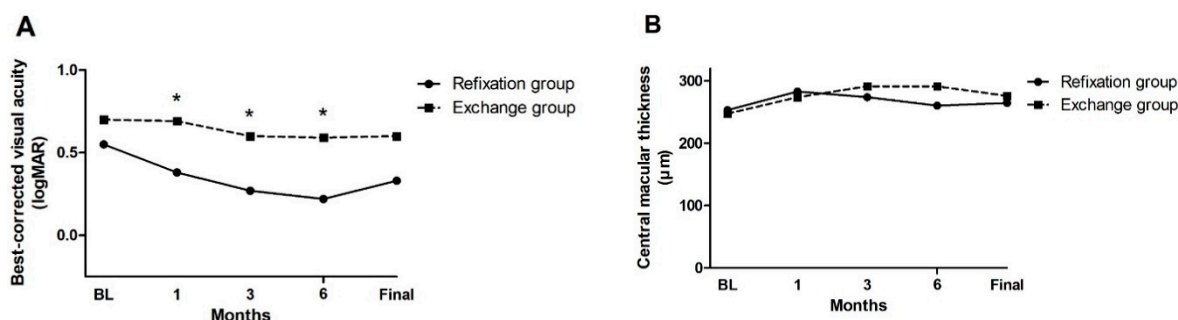 A
Best-corrected visual acuity
(logMAR)
1.0
0.5
0.0
*
*
*
BL
1
3
6
Final
Months
Refixation group
Exchange group
B
Central macular thickness
(μm)
300
200
100
0
BL
1
3
6
Final
Months
Refixation group
Exchange group